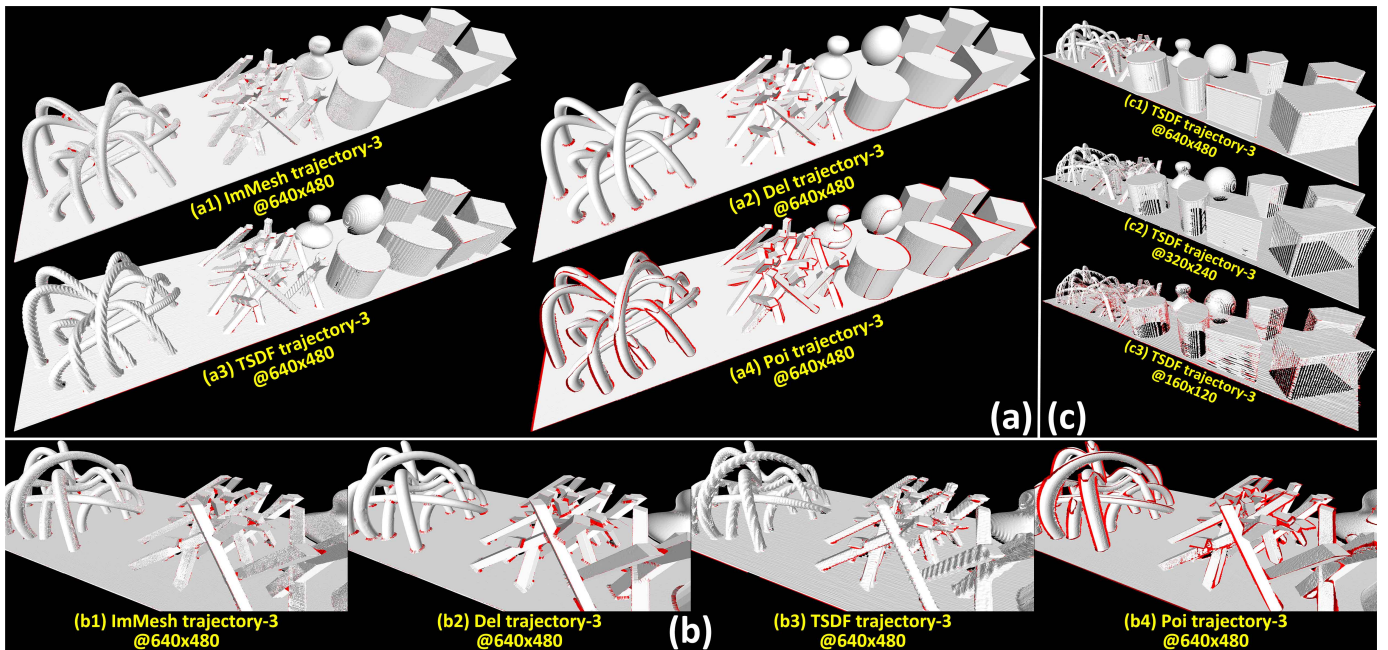 (a1) ImMesh trajectory-3
@640x480
(a2) Del trajectory-3
@640x480
(a3) TSDF trajectory-3
@640x480
(a4) Poi trajectory-3
@640x480
(a)
(c1) TSDF trajectory-3
@640x480
(c2) TSDF trajectory-3
@320x240
(c3) TSDF trajectory-3
@160x120
(c)
(b1) ImMesh trajectory-3
@640x480
(b2) Del trajectory-3
@640x480
(b)
(b3) TSDF trajectory-3
@640x480
(b4) Poi trajectory-3
@640x480